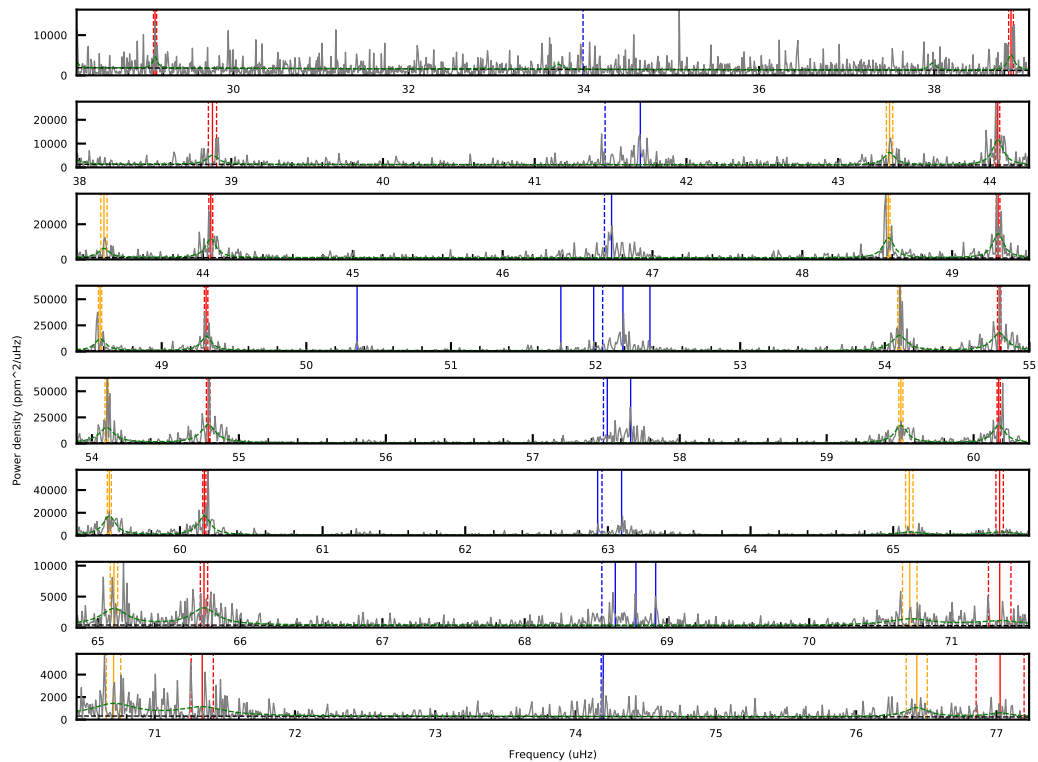 10000
0
30 32 34 36 38
20000
10000
0
38 39 40 41 42 43 44
20000
0
44 45 46 47 48 49
50000
25000
0
49 50 51 52 53 54 55
50000
25000
0
54 55 56 57 58 59 60
40000
20000
0
60 61 62 63 64 65
10000
5000
0
65 66 67 68 69 70 71
4000
2000
0
71 72 73 74 75 76 77
Power density (ppm^2/uHz)
Frequency (uHz)